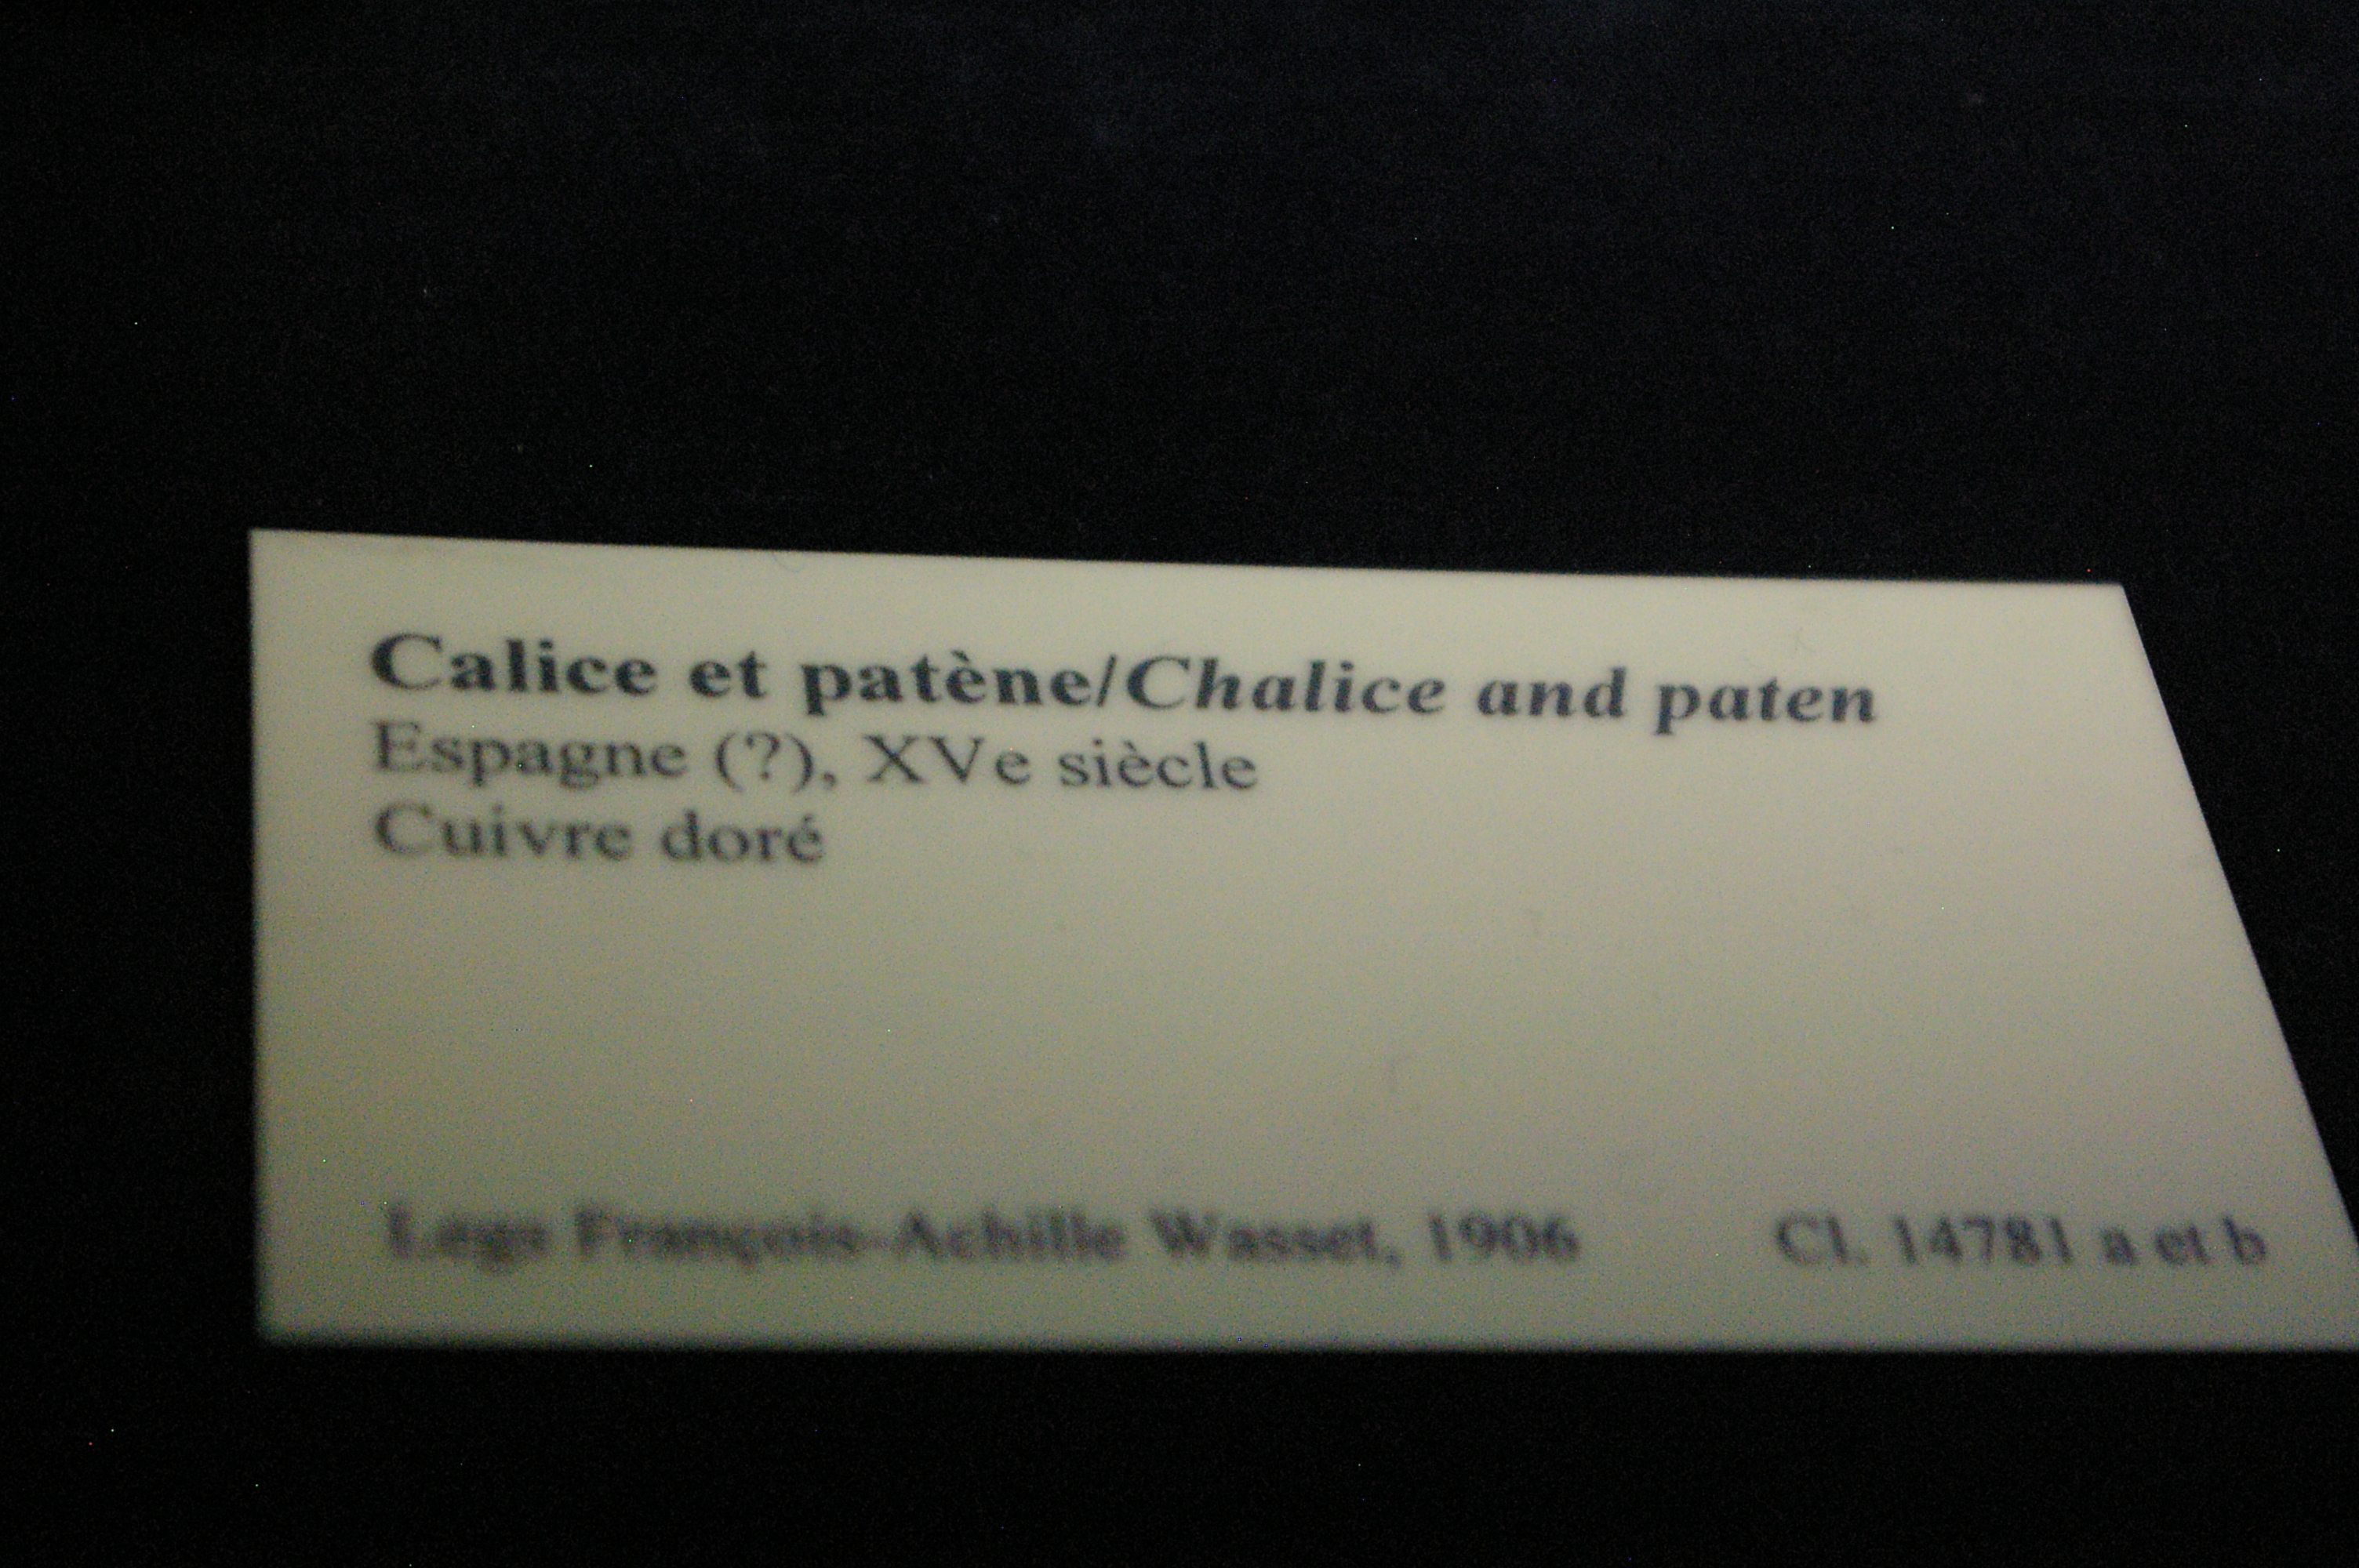 Calice et patène/Chalice and paten
Espagne (?), XVe siècle
Cuivre doré
Legs François-Achille Wasset, 1906 Cl. 14781 a et b